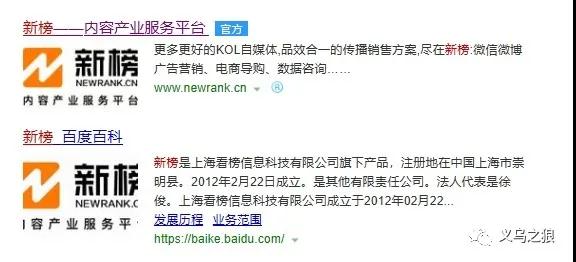 新榜——内容产业服务平台 官方
新榜
内容产业服务平台
更多更好的KOL自媒体,品效合一的传播销售方案,尽在新榜:微信微博
广告营销、电商导购、数据咨询……
www.newrank.cn ®
新榜_百度百科
新榜
NEWRANK.C
内容产业服务平
新榜是上海看榜信息科技有限公司旗下产品，注册地在中国上海市崇
明县。2012年2月22日成立。是其他有限责任公司。法人代表是徐
俊。上海看榜信息科技有限公司成立于2012年02月22...
发展历程 业务范围
https://baike.baidu.com/
义乌之狼